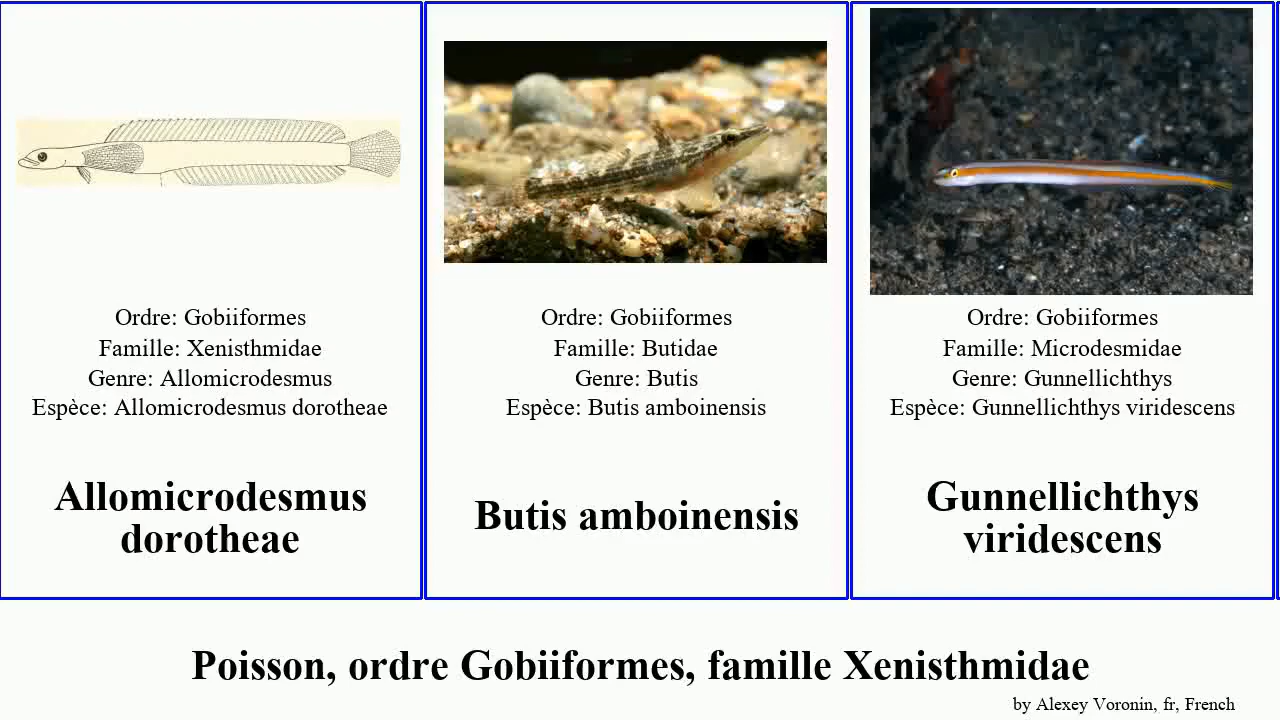 Ordre: Gobiiformes
Famille: Xenisthmidae
Genre: Allomicrodesmus
Espèce: Allomicrodesmus dorotheae
Allomicrodesmus
dorotheae
Ordre: Gobiiformes
Famille: Butidae
Genre: Butis
Espèce: Butis amboinensis
Butis amboinensis
Ordre: Gobiiformes
Famille: Microdesmidae
Genre: Gunnellichthys
Espèce: Gunnellichthys viridescens
Gunnellichthys
viridescens
Poisson, ordre Gobiiformes, famille Xenisthmidae
by Alexey Voronin, fr, French